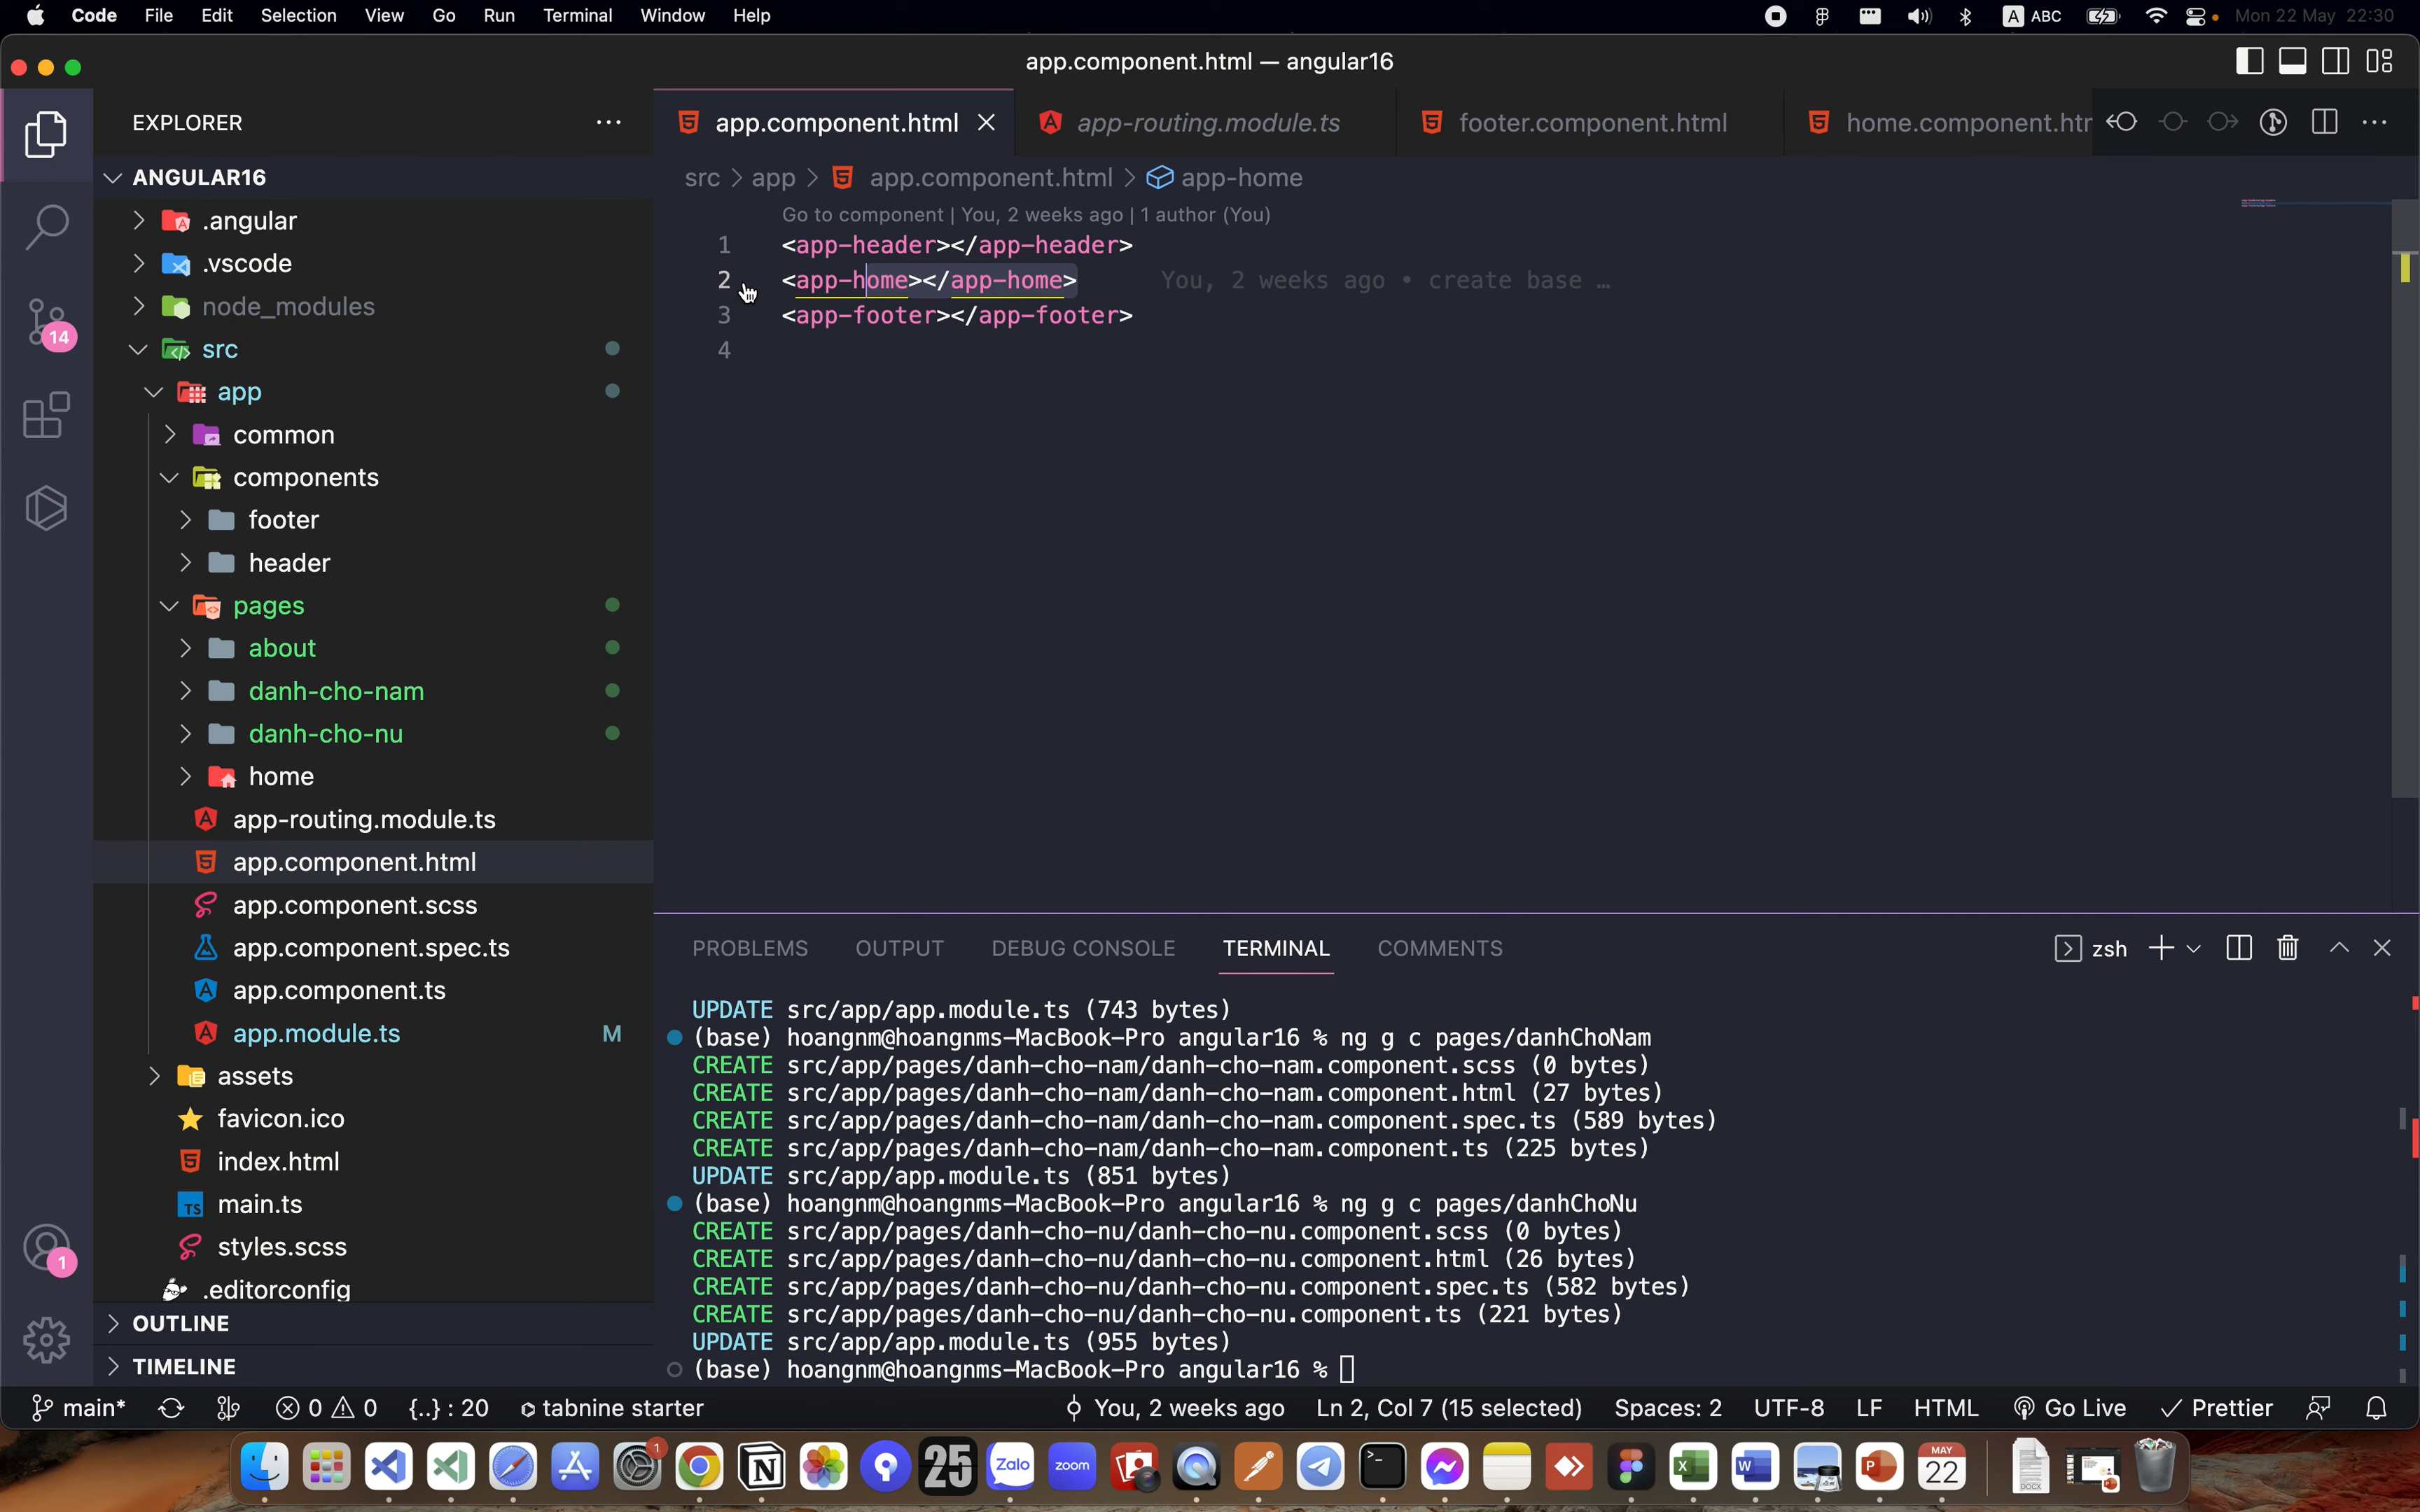 Code File Edit Selection View Go Run Terminal Window Help A ABC Mon 22 May 22:30
app.component.html — angular16
EXPLORER
app.component.html
app-routing.module.ts
footer.component.html
home.component.htm
ANGULAR16
.angular
.vscode
node_modules
14
src
app
common
components
footer
header
pages
about
danh-cho-nam
danh-cho-nu
home
app-routing.module.ts
app.component.html
app.component.scss
app.component.spec.ts
app.component.ts
app.module.ts M
assets
favicon.ico
index.html
TS main.ts
styles.scss
.editorconfig
1
OUTLINE
TIMELINE
src > app > app.component.html > app-home
Go to component | You, 2 weeks ago | 1 author (You)
1 <app-header></app-header>
2 <app-home></app-home> You, 2 weeks ago • create base …
3 <app-footer></app-footer>
4
PROBLEMS OUTPUT DEBUG CONSOLE TERMINAL COMMENTS zsh
UPDATE src/app/app.module.ts (743 bytes)
(base) hoangnm@hoangnms-MacBook-Pro angular16 % ng g c pages/danhChoNam
CREATE src/app/pages/danh-cho-nam/danh-cho-nam.component.scss (0 bytes)
CREATE src/app/pages/danh-cho-nam/danh-cho-nam.component.html (27 bytes)
CREATE src/app/pages/danh-cho-nam/danh-cho-nam.component.spec.ts (589 bytes)
CREATE src/app/pages/danh-cho-nam/danh-cho-nam.component.ts (225 bytes)
UPDATE src/app/app.module.ts (851 bytes)
(base) hoangnm@hoangnms-MacBook-Pro angular16 % ng g c pages/danhChoNu
CREATE src/app/pages/danh-cho-nu/danh-cho-nu.component.scss (0 bytes)
CREATE src/app/pages/danh-cho-nu/danh-cho-nu.component.html (26 bytes)
CREATE src/app/pages/danh-cho-nu/danh-cho-nu.component.spec.ts (582 bytes)
CREATE src/app/pages/danh-cho-nu/danh-cho-nu.component.ts (221 bytes)
UPDATE src/app/app.module.ts (955 bytes)
(base) hoangnm@hoangnms-MacBook-Pro angular16 %
main* 0 0 {..} : 20 tabnine starter You, 2 weeks ago Ln 2, Col 7 (15 selected) Spaces: 2 UTF-8 LF HTML Go Live Prettier
1 25 Zalo zoom X W P MAY 22 DOCX